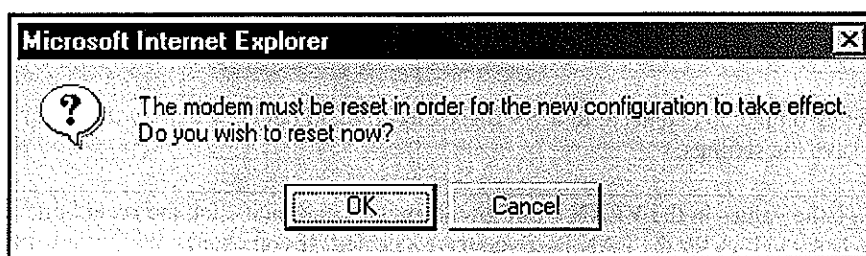 Microsoft Internet Explorer
The modem must be reset in order for the new configuration to take effect.
Do you wish to reset now?
OK
Cancel